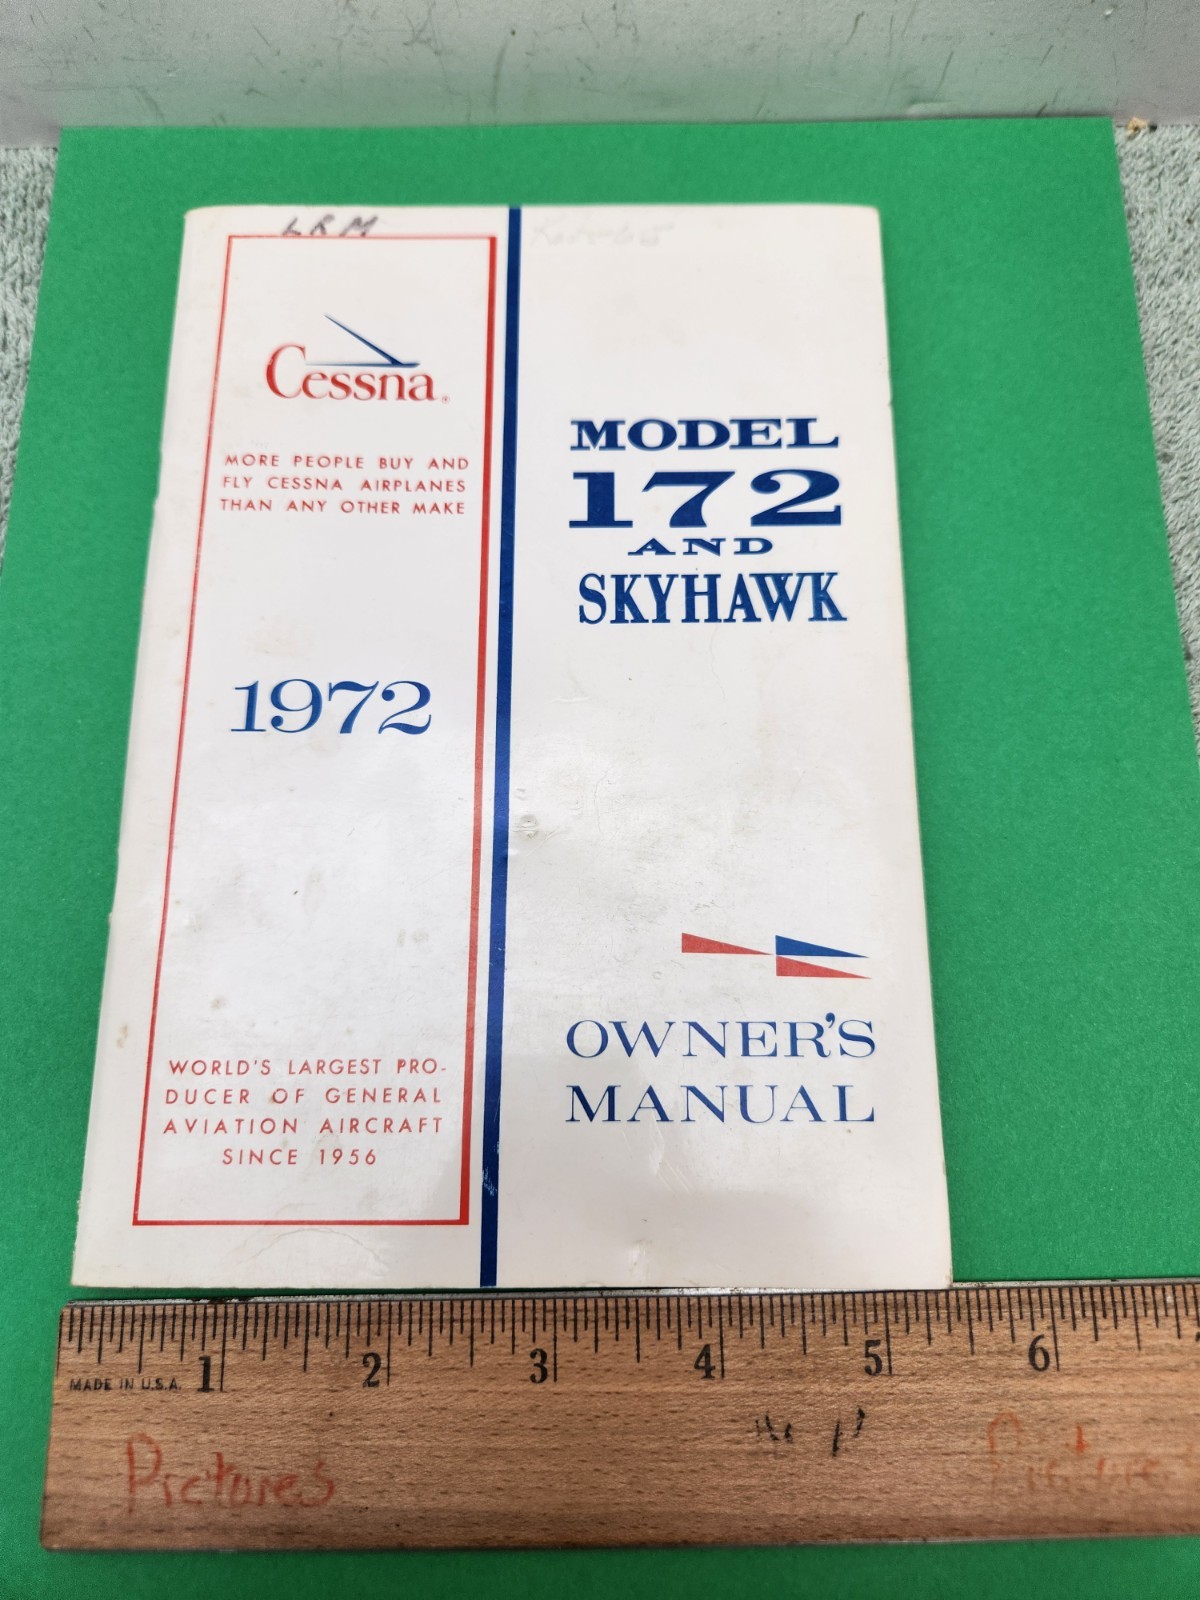 LRM
Cessna®
MORE PEOPLE BUY AND
FLY CESSNA AIRPLANES
THAN ANY OTHER MAKE
1972
WORLD'S LARGEST PRO-
DUCER OF GENERAL
AVIATION AIRCRAFT
SINCE 1956
MODEL
172
AND
SKYHAWK
OWNER'S
MANUAL
1 2 3 4 5 6
MADE IN U.S.A.
Pictures